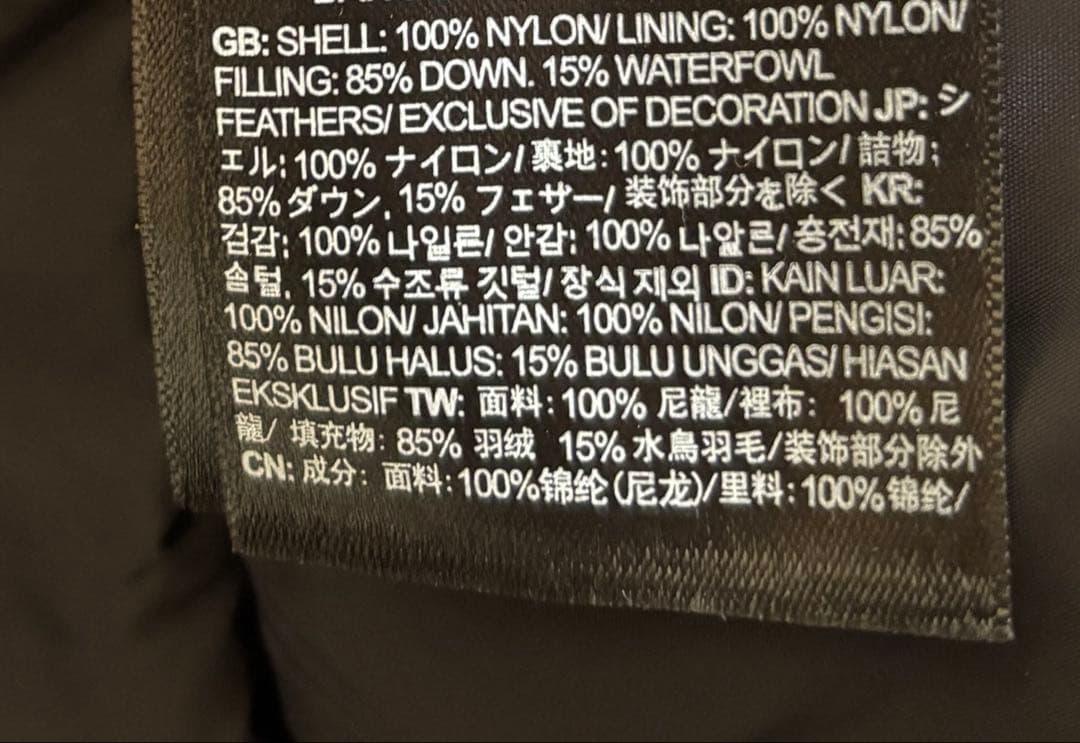 GB: SHELL: 100% NYLON/ LINING: 100% NYLON/
FILLING: 85% DOWN. 15% WATERFOWL
FEATHERS/ EXCLUSIVE OF DECORATION JP: シ
ェル: 100% ナイロン/ 裏地: 100% ナイロン/ 詰物:
85% ダウン. 15% フェザー/ 装飾部分を除く KR:
겉감: 100% 나일론/ 안감: 100% 나일론/ 충전재: 85%
솜털. 15% 수조류 깃털/ 장식 제외 ID: KAIN LUAR:
100% NILON/ JAHITAN: 100% NILON/ PENGISI:
85% BULU HALUS: 15% BULU UNGGAS/ HIASAN
EKSKLUSIF TW: 面料: 100% 尼龍/裡布: 100% 尼
龍/ 填充物: 85% 羽绒 15% 水鳥羽毛/装饰部分除外
CN: 成分: 面料: 100%锦纶 (尼龙)/里料: 100%锦纶/